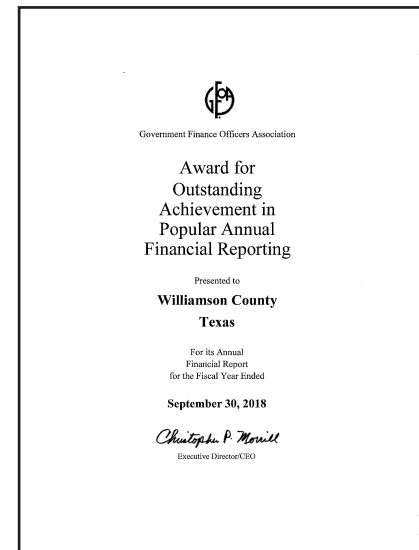 GFOA
Government Finance Officers Association
Award for
Outstanding
Achievement in
Popular Annual
Financial Reporting
Presented to
Williamson County
Texas
For its Annual
Financial Report
for the Fiscal Year Ended
September 30, 2018
Christopher P. Morrill
Executive Director/CEO